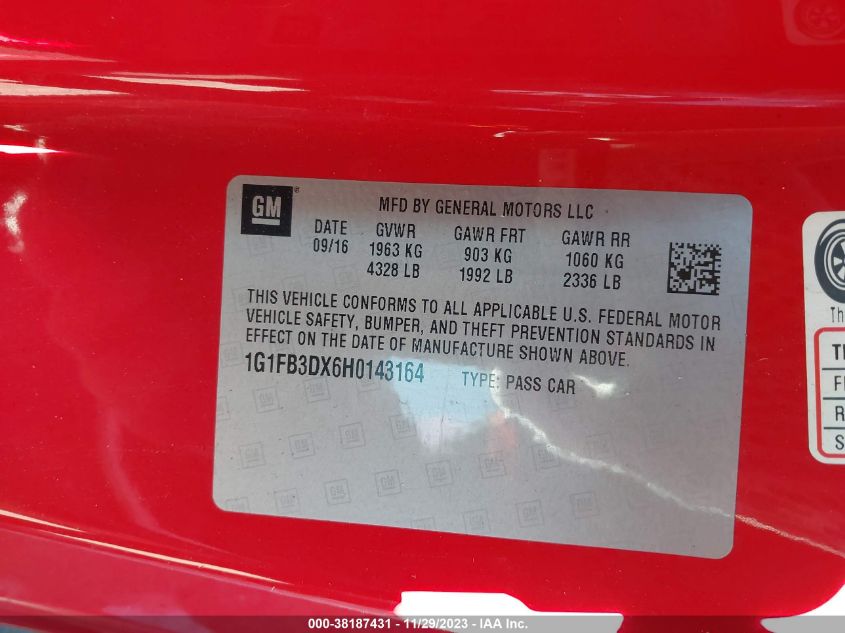 GM
MFD BY GENERAL MOTORS LLC
DATE GVWR GAWR FRT GAWR RR
09/16 1963 KG 903 KG 1060 KG
4328 LB 1992 LB 2336 LB
THIS VEHICLE CONFORMS TO ALL APPLICABLE U.S. FEDERAL MOTOR
VEHICLE SAFETY, BUMPER, AND THEFT PREVENTION STANDARDS IN
EFFECT ON THE DATE OF MANUFACTURE SHOWN ABOVE.
1G1FB3DX6H0143164 TYPE: PASS CAR
Th
F
R
S
000-38187431 - 11/29/2023 - IAAI Inc.